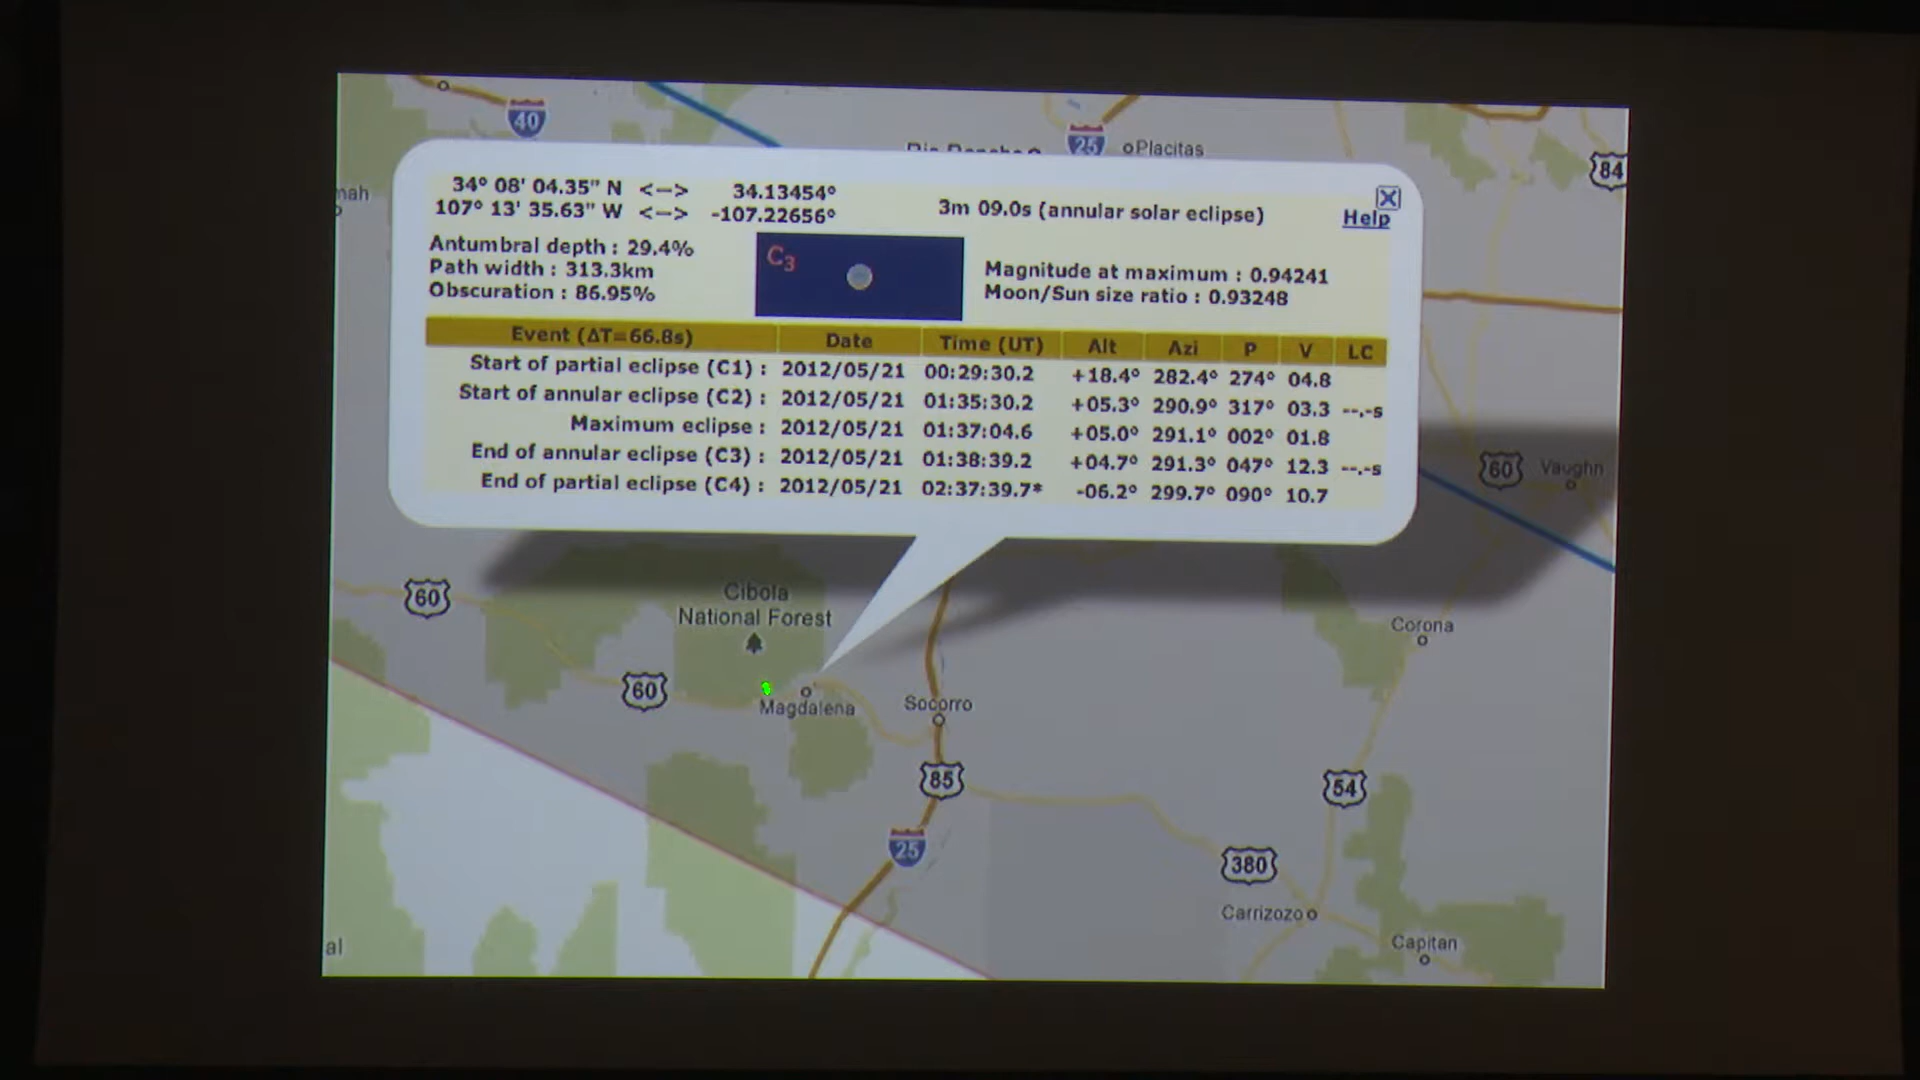 40
25
Placitas
84
mah
34° 08' 04.35" N <—> 34.13454°
107° 13' 35.63" W <—> -107.22656°
3m 09.0s (annular solar eclipse)
Help
Antumbral depth : 29.4%
Path width : 313.3km
Obscuration : 86.95%
C3
Magnitude at maximum : 0.94241
Moon/Sun size ratio : 0.93248
Event (ΔT=66.8s) Date Time (UT) Alt Azi P V LC
Start of partial eclipse (C1) : 2012/05/21 00:29:30.2 +18.4° 282.4° 274° 04.8
Start of annular eclipse (C2) : 2012/05/21 01:35:30.2 +05.3° 290.9° 317° 03.3 --.-s
Maximum eclipse : 2012/05/21 01:37:04.6 +05.0° 291.1° 002° 01.8
End of annular eclipse (C3) : 2012/05/21 01:38:39.2 +04.7° 291.3° 047° 12.3 --.-s
End of partial eclipse (C4) : 2012/05/21 02:37:39.7* -06.2° 299.7° 090° 10.7
60
Vaughn
60
Cibola
National Forest
Corona
60
Magdalena
Socorro
85
54
25
380
Carrizozo
Capitan
al